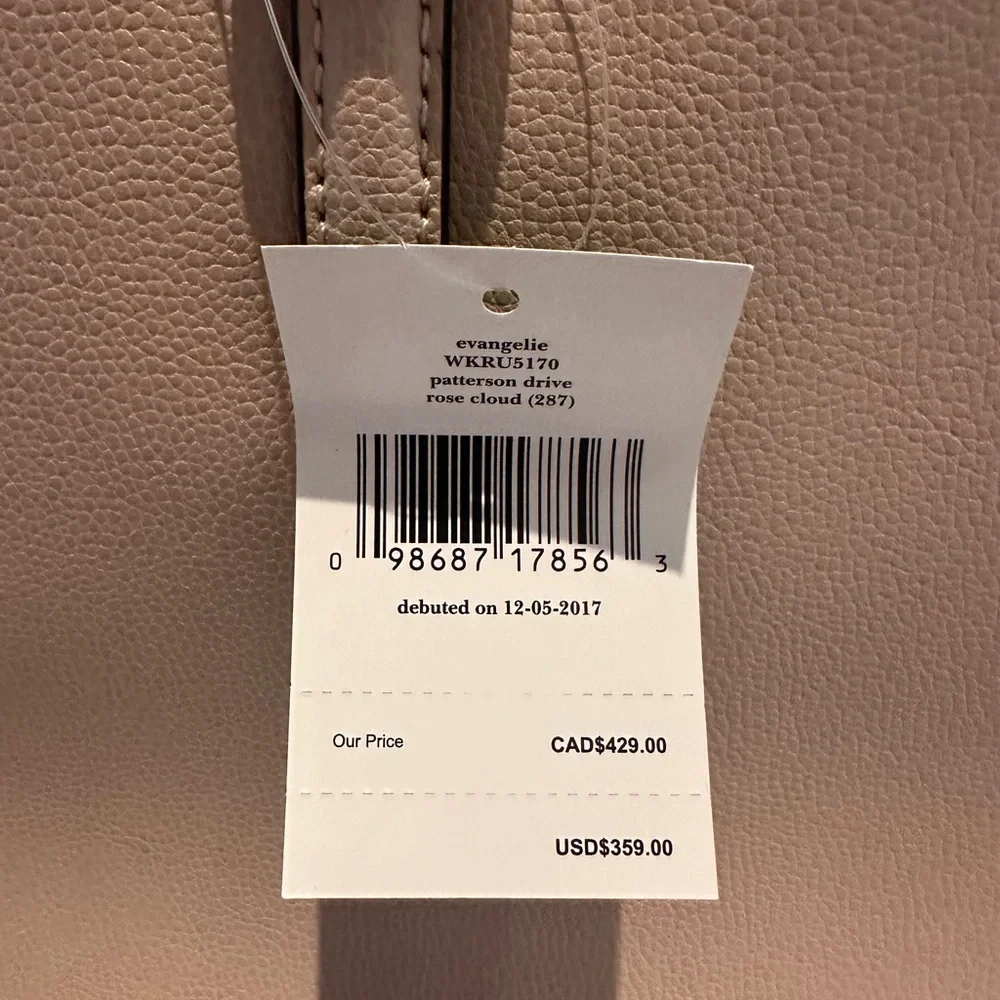 evangelie
WKRU5170
patterson drive
rose cloud (287)
0 98687 17856 3
debuted on 12-05-2017
Our Price CAD$429.00
USD$359.00